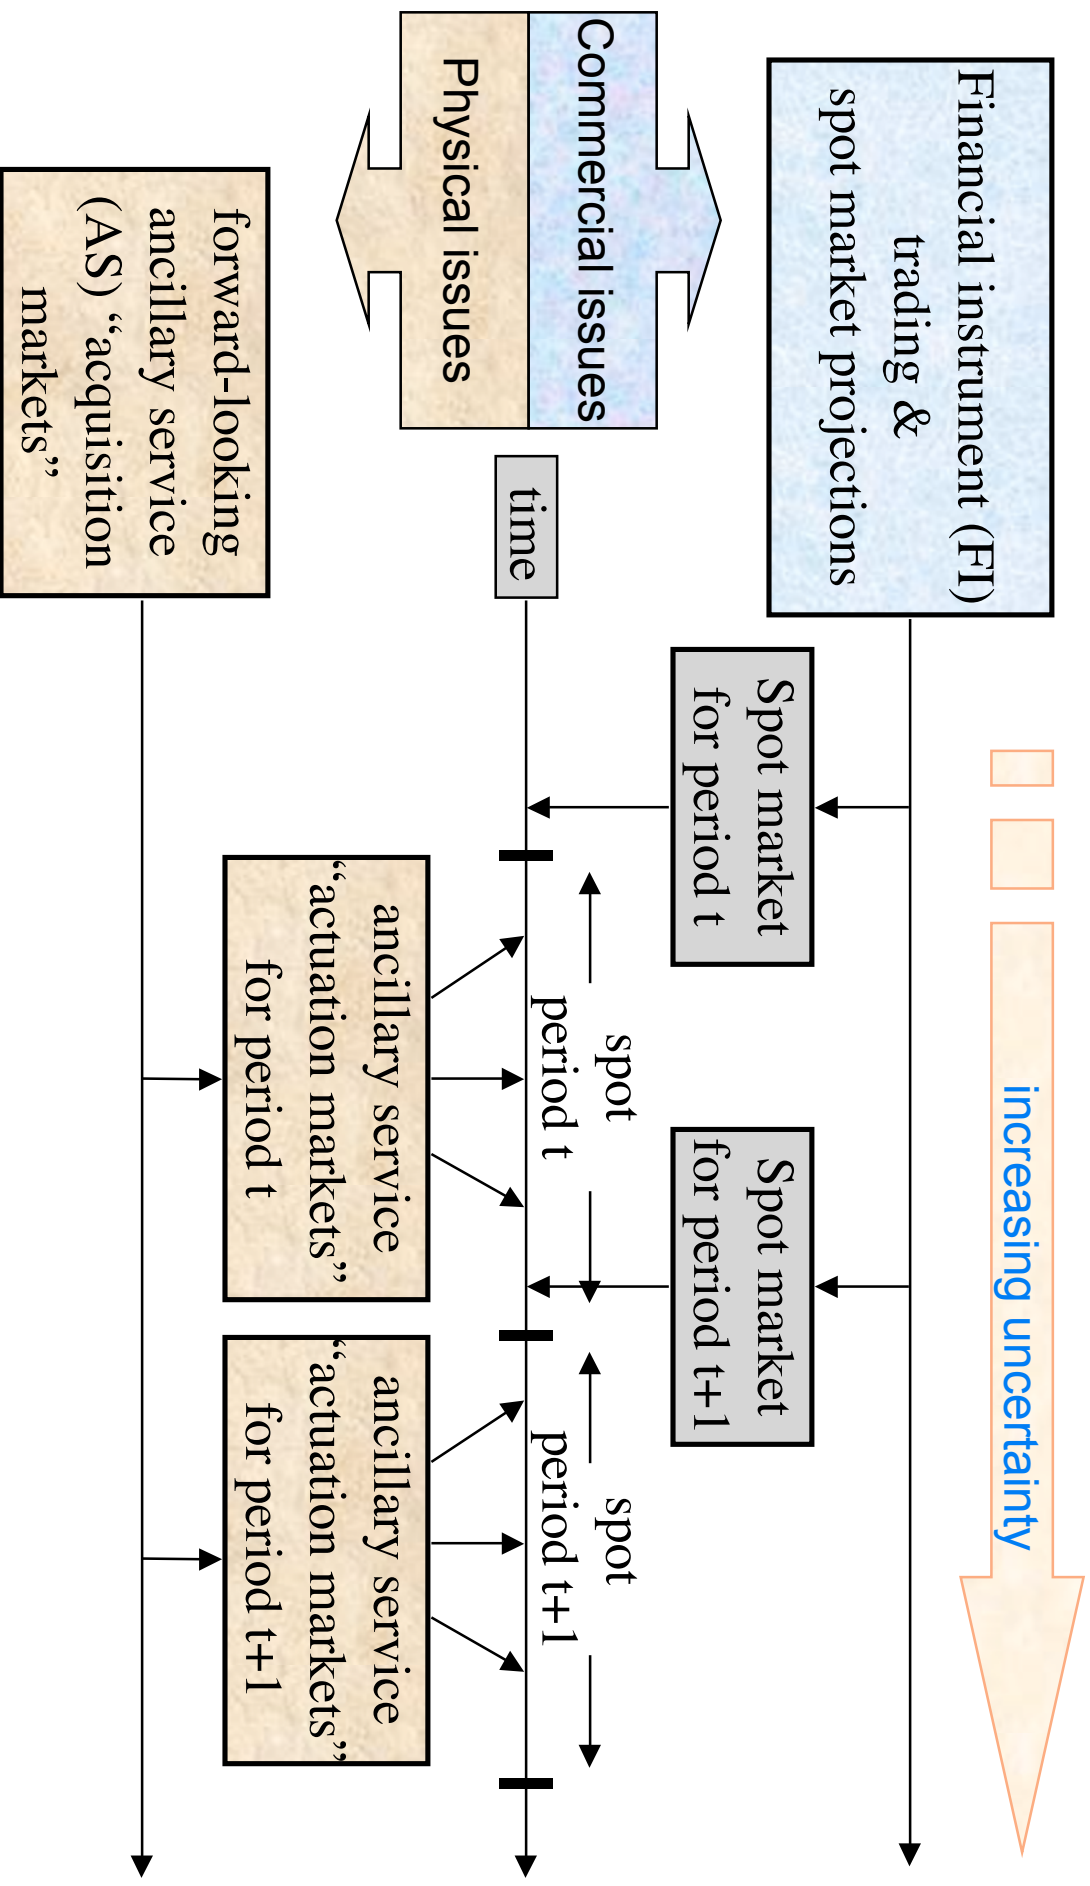 Financial instrument (FI)
trading &
spot market projections
increasing uncertainty
Spot market
for period t
Spot market
for period t+1
Commercial issues
Physical issues
time
spot
period t
spot
period t+1
ancillary service
“actuation markets”
for period t
ancillary service
“actuation markets”
for period t+1
forward-looking
ancillary service
(AS) “acquisition
markets”